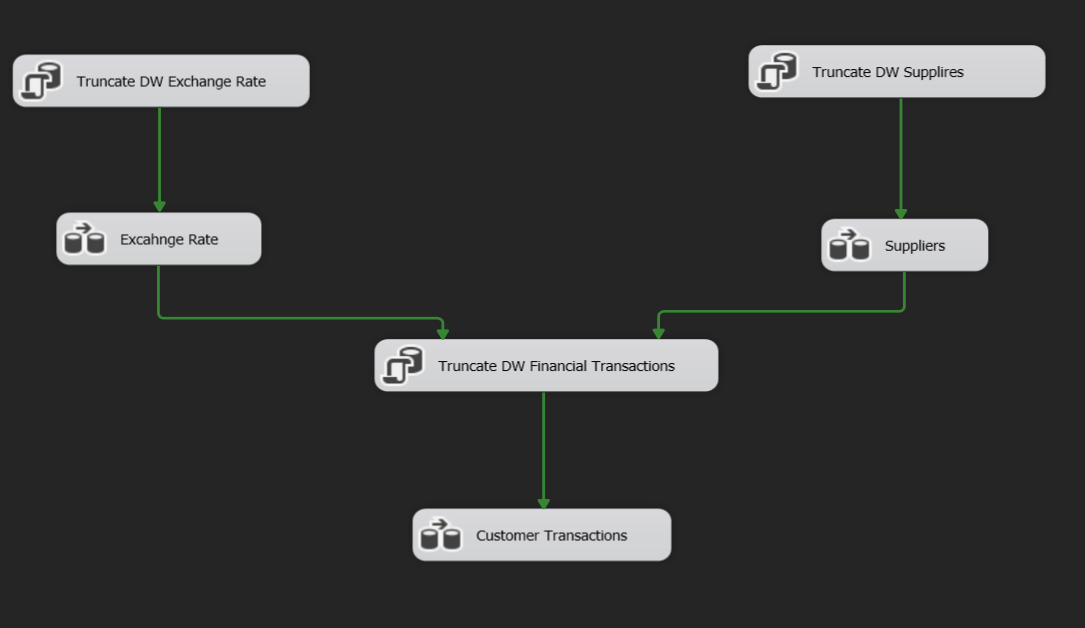 Truncate DW Exchange Rate
Truncate DW Supplires
Excahnge Rate
Suppliers
Truncate DW Financial Transactions
Customer Transactions